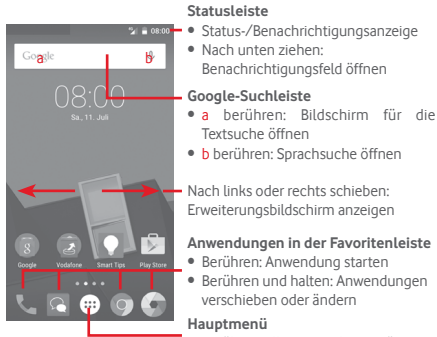 08:00
Google
a
b
08:00
Sa., 11. Juli
Google
Vodafone
Smart Tips
Play Store
Statusleiste
• Status-/Benachrichtigungsanzeige
• Nach unten ziehen:
Benachrichtigungsfeld öffnen
Google-Suchleiste
• a berühren: Bildschirm für die
Textsuche öffnen
• b berühren: Sprachsuche öffnen
Nach links oder rechts schieben:
Erweiterungsbildschirm anzeigen
Anwendungen in der Favoritenleiste
• Berühren: Anwendung starten
• Berühren und halten: Anwendungen
verschieben oder ändern
Hauptmenü